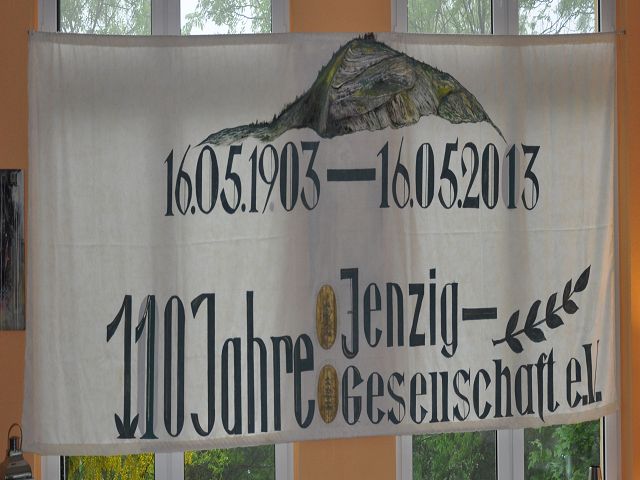 16.05.1903 — 16.05.2013
110 Jahre Jenzig-
Gesellschaft e.V.